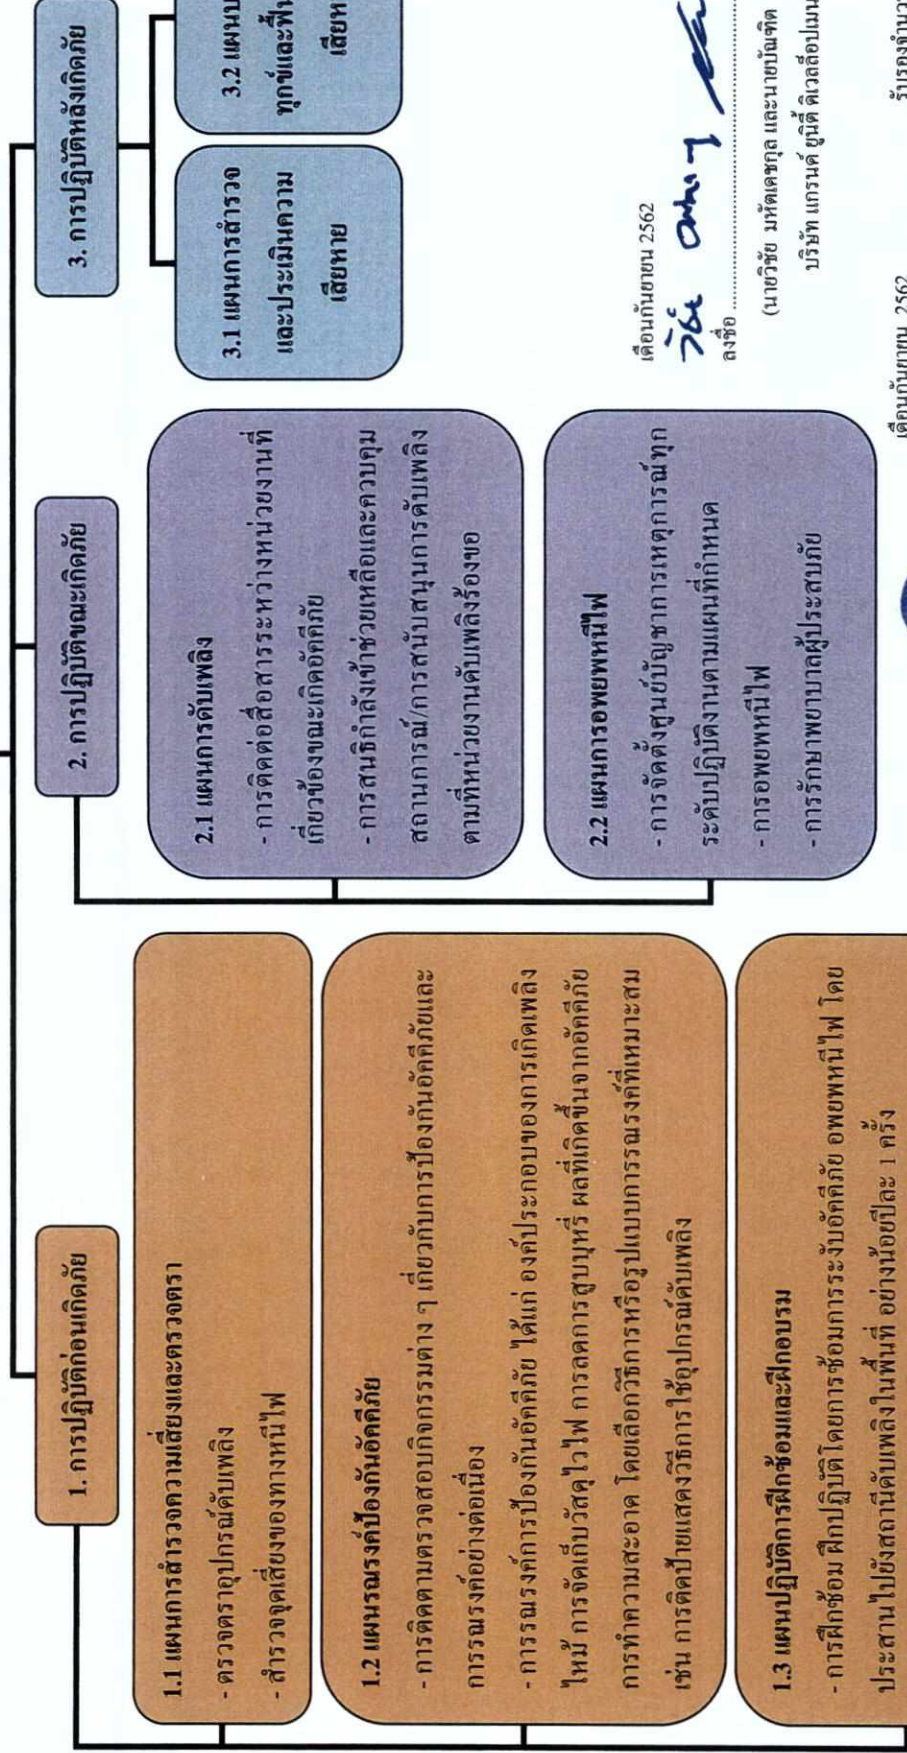 1. การปฏิบัติก่อนเกิดภัย
1.1 แผนการสำรวจความเสี่ยงและตรวจตรา
- ตรวจตราอุปกรณ์ดับเพลิง
- สำรวจจุดเสี่ยงของทางหนีไฟ
1.2 แผนรณรงค์ป้องกันอัคคีภัย
- การติดตามตรวจสอบกิจกรรมต่าง ๆ เกี่ยวกับการป้องกันอัคคีภัยและ
การรณรงค์อย่างต่อเนื่อง
- การรณรงค์การป้องกันอัคคีภัย ได้แก่ องค์ประกอบของการเกิดเพลิง
ไหม้ การจัดเก็บวัสดุไวไฟ การลดการสูบบุหรี่ ผลที่เกิดขึ้นจากอัคคีภัย
การทำความสะอาด โดยเลือกวิธีการหรือรูปแบบการรณรงค์ที่เหมาะสม
เช่น การติดป้ายแสดงวิธีการใช้อุปกรณ์ดับเพลิง
1.3 แผนปฏิบัติการฝึกซ้อมและฝึกอบรม
- การฝึกซ้อม ฝึกปฏิบัติโดยการซ้อมการระงับอัคคีภัย อพยพหนีไฟ โดย
ประสานไปยังสถานีดับเพลิงในพื้นที่ อย่างน้อยปีละ 1 ครั้ง
2. การปฏิบัติขณะเกิดภัย
2.1 แผนการดับเพลิง
- การติดต่อสื่อสารระหว่างหน่วยงานที่
เกี่ยวข้องขณะเกิดอัคคีภัย
- การสนธิกำลังเข้าช่วยเหลือและควบคุม
สถานการณ์/การสนับสนุนการดับเพลิง
ตามที่หน่วยงานดับเพลิงร้องขอ
2.2 แผนการอพยพหนีไฟ
- การจัดตั้งศูนย์บัญชาการเหตุการณ์ทุก
ระดับปฏิบัติงานตามแผนที่กำหนด
- การอพยพหนีไฟ
- การรักษาพยาบาลผู้ประสบภัย
3. การปฏิบัติหลังเกิดภัย
3.1 แผนการสำรวจ
และประเมินความ
เสียหาย
3.2 แผนบ
ทุกข์และฟื้น
เสียหา
เดือนกันยายน 2562
ลงชื่อ
(นายวิชัย มหัตเดชกุล และนายบัณฑิต
บริษัท แกรนด์ ยูนิตี้ ดิเวลล็อปเมน
เดือนกันยายน 2562
รับรองจำนว